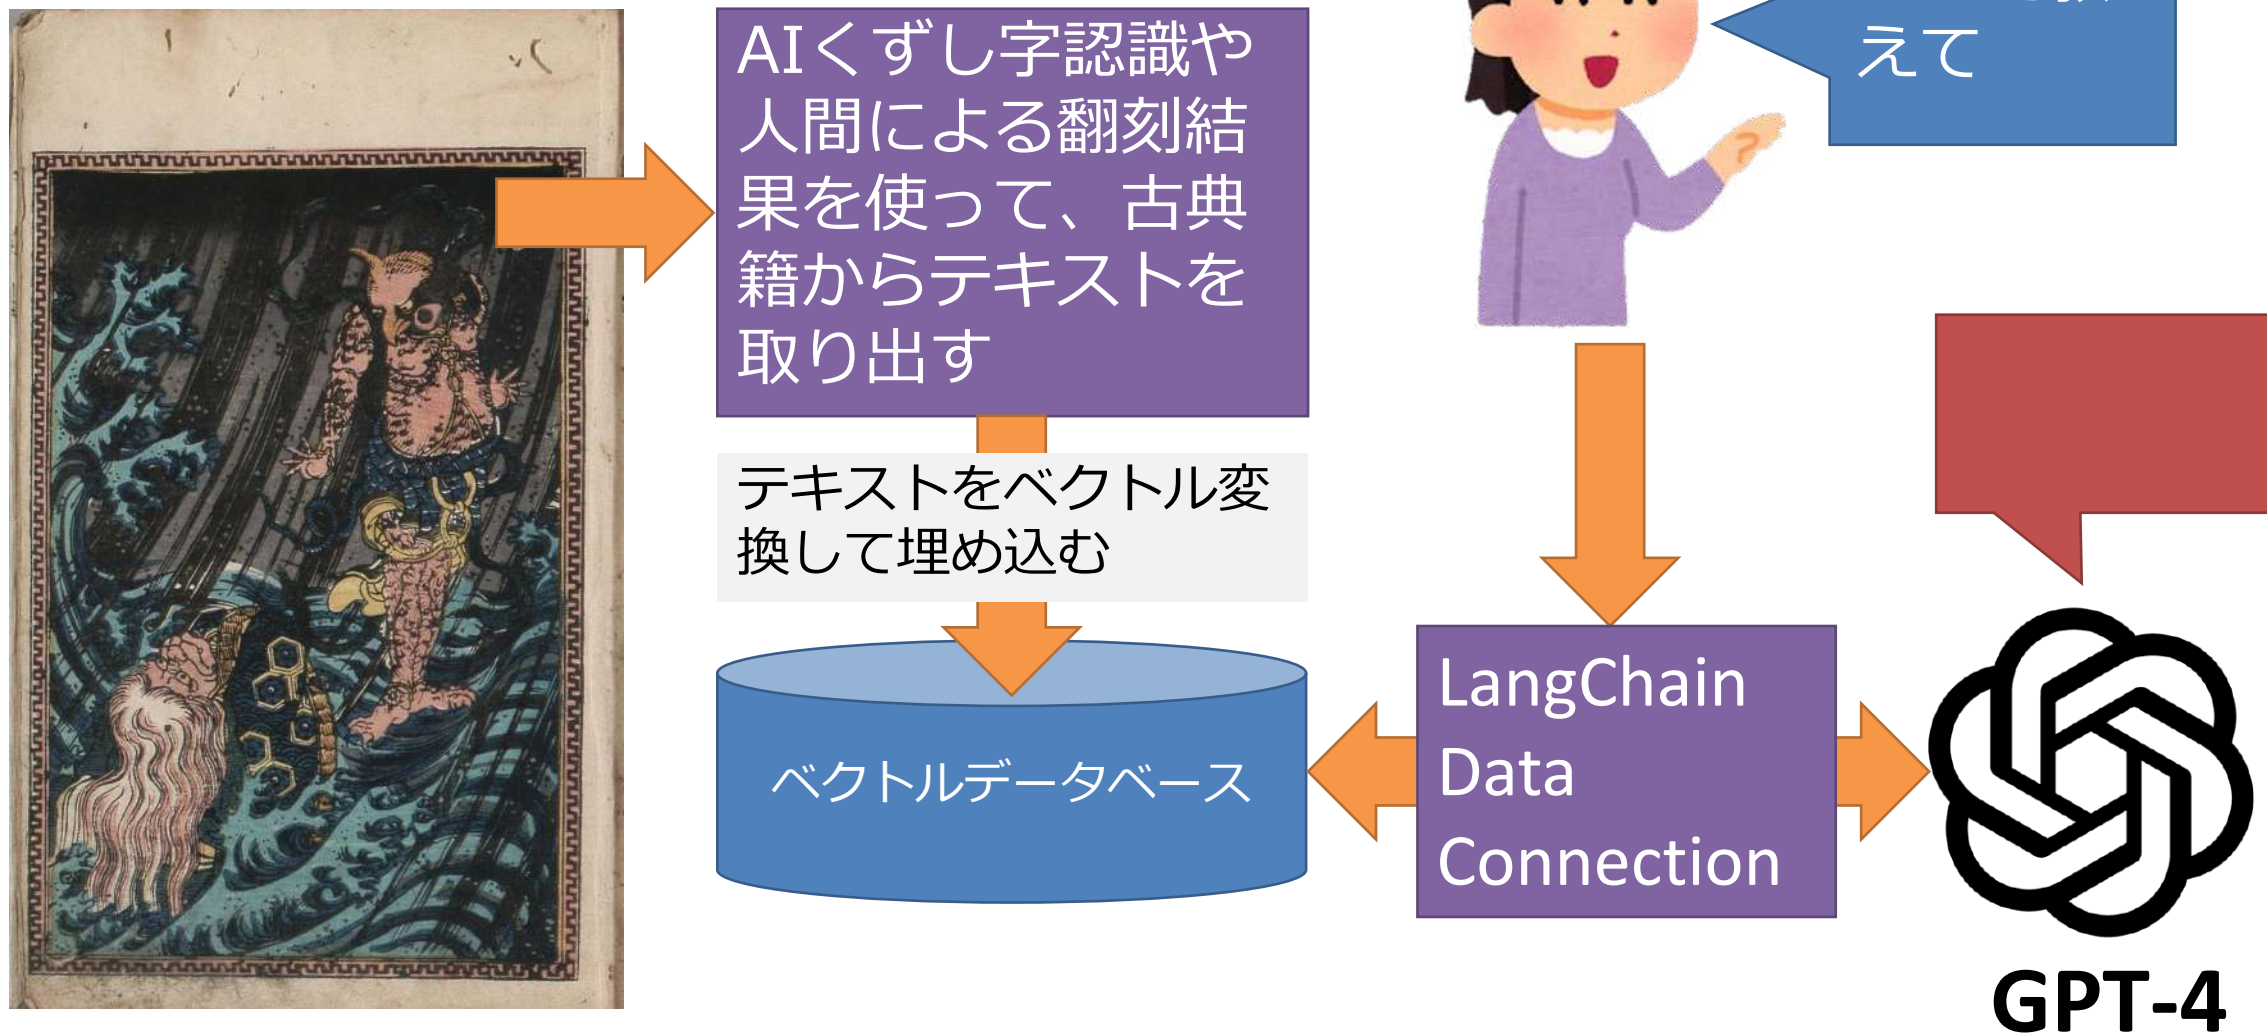 AIくずし字認識や
人間による翻刻結
果を使って、古典
籍からテキストを
取り出す
えて
テキストをベクトル変
換して埋め込む
ベクトルデータベース
LangChain
Data
Connection
GPT-4